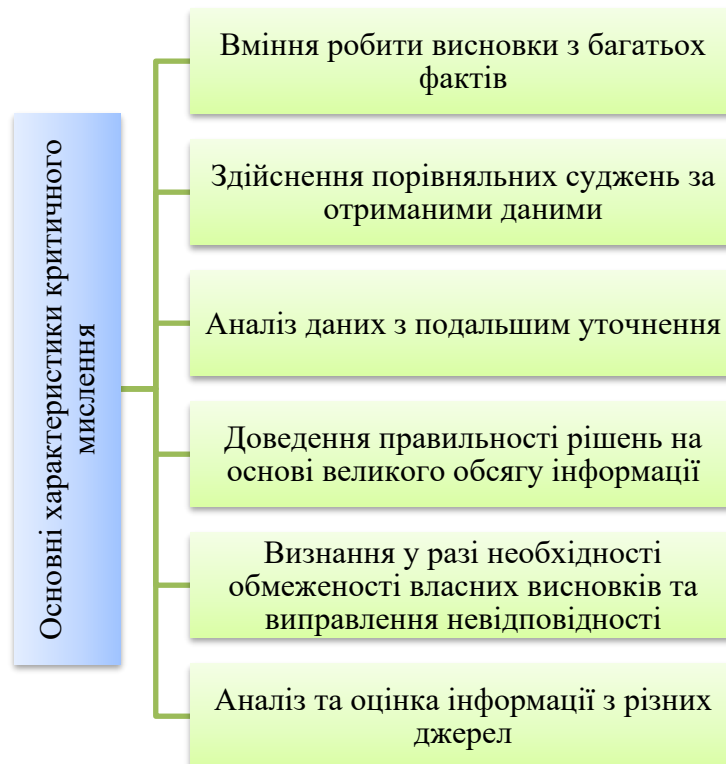 Основні характеристики критичного
мислення
Вміння робити висновки з багатьох
фактів
Здійснення порівняльних суджень за
отриманими даними
Аналіз даних з подальшим уточнення
Доведення правильності рішень на
основі великого обсягу інформації
Визнання у разі необхідності
обмеженості власних висновків та
виправлення невідповідності
Аналіз та оцінка інформації з різних
джерел